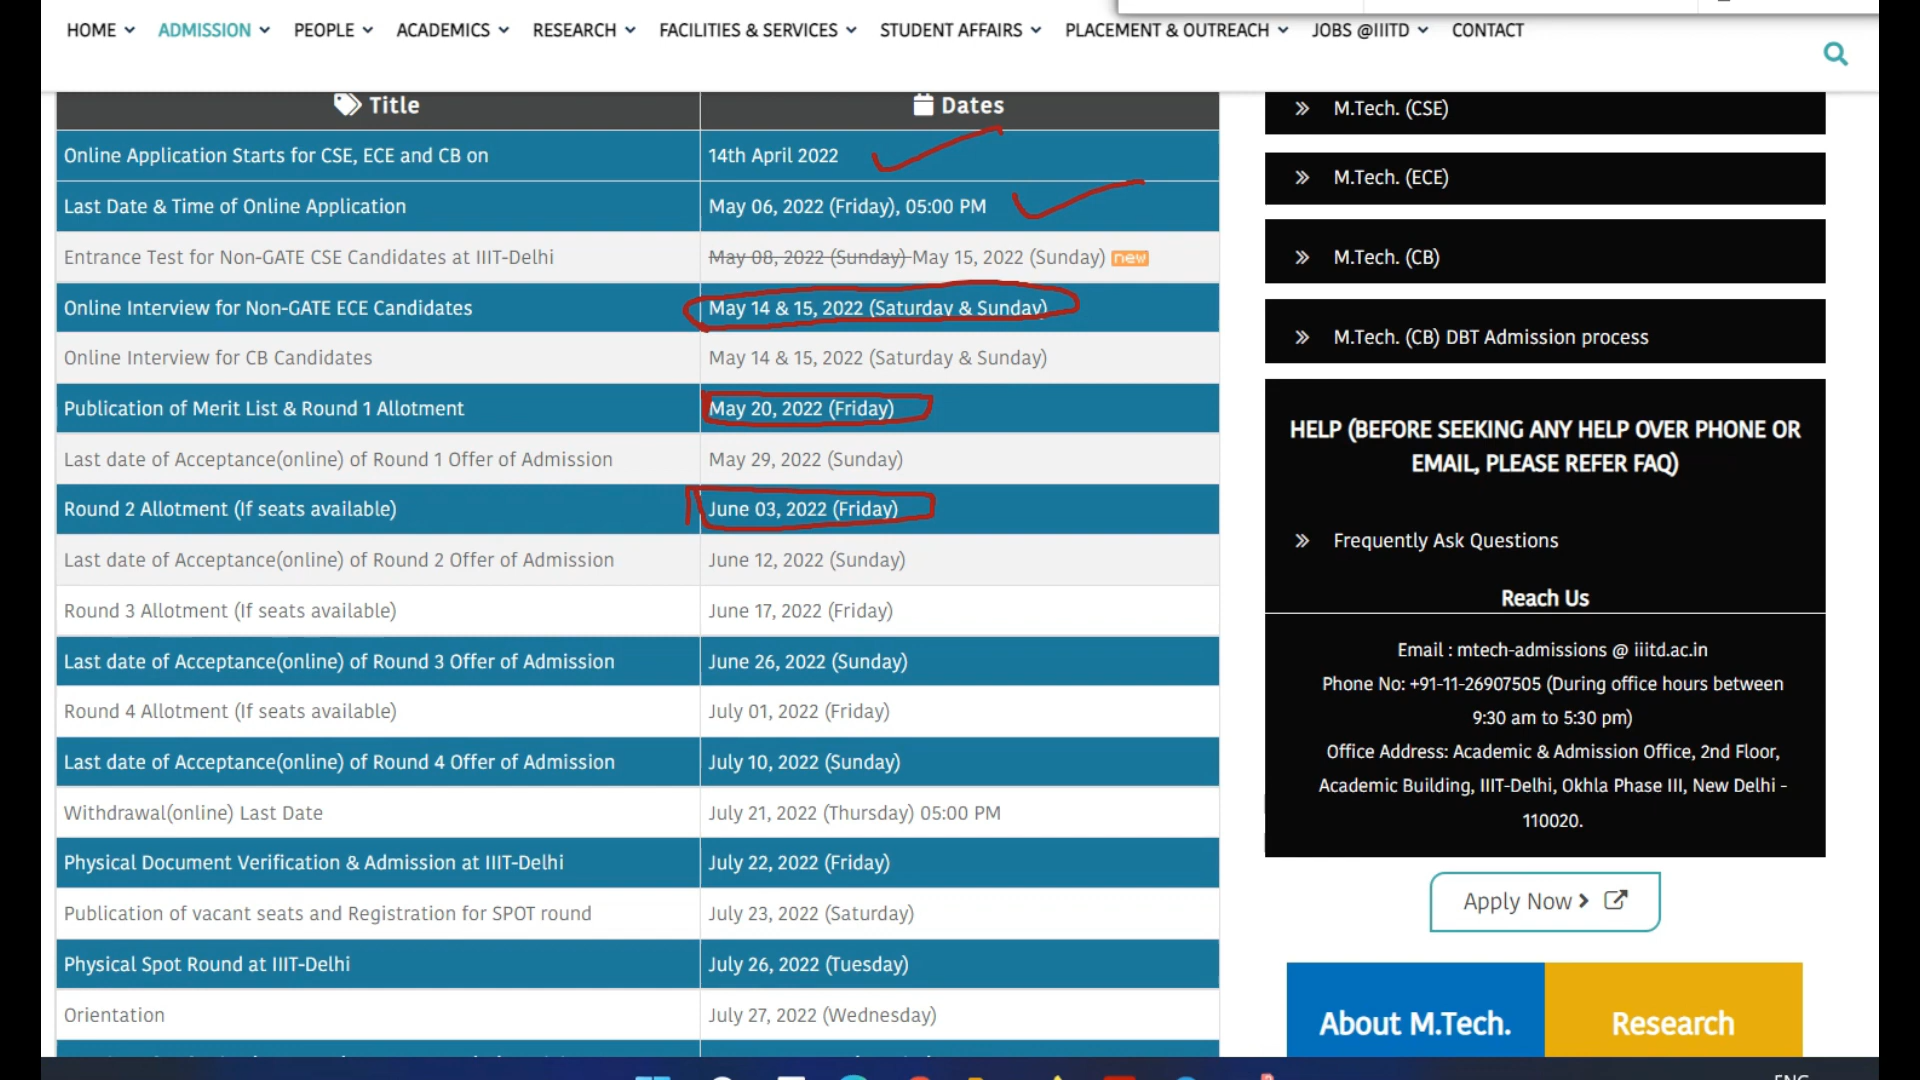 HOME ADMISSION PEOPLE ACADEMICS RESEARCH FACILITIES & SERVICES STUDENT AFFAIRS PLACEMENT & OUTREACH JOBS @IIITD CONTACT
Title Dates
Online Application Starts for CSE, ECE and CB on 14th April 2022
Last Date & Time of Online Application May 06, 2022 (Friday), 05:00 PM
Entrance Test for Non-GATE CSE Candidates at IIIT-Delhi May 08, 2022 (Sunday) May 15, 2022 (Sunday) new
Online Interview for Non-GATE ECE Candidates May 14 & 15, 2022 (Saturday & Sunday)
Online Interview for CB Candidates May 14 & 15, 2022 (Saturday & Sunday)
Publication of Merit List & Round 1 Allotment May 20, 2022 (Friday)
Last date of Acceptance(online) of Round 1 Offer of Admission May 29, 2022 (Sunday)
Round 2 Allotment (If seats available) June 03, 2022 (Friday)
Last date of Acceptance(online) of Round 2 Offer of Admission June 12, 2022 (Sunday)
Round 3 Allotment (If seats available) June 17, 2022 (Friday)
Last date of Acceptance(online) of Round 3 Offer of Admission June 26, 2022 (Sunday)
Round 4 Allotment (If seats available) July 01, 2022 (Friday)
Last date of Acceptance(online) of Round 4 Offer of Admission July 10, 2022 (Sunday)
Withdrawal(online) Last Date July 21, 2022 (Thursday) 05:00 PM
Physical Document Verification & Admission at IIIT-Delhi July 22, 2022 (Friday)
Publication of vacant seats and Registration for SPOT round July 23, 2022 (Saturday)
Physical Spot Round at IIIT-Delhi July 26, 2022 (Tuesday)
Orientation July 27, 2022 (Wednesday)
M.Tech. (CSE)
M.Tech. (ECE)
M.Tech. (CB)
M.Tech. (CB) DBT Admission process
HELP (BEFORE SEEKING ANY HELP OVER PHONE OR
EMAIL, PLEASE REFER FAQ)
Frequently Ask Questions
Reach Us
Email : mtech-admissions @ iiitd.ac.in
Phone No: +91-11-26907505 (During office hours between
9:30 am to 5:30 pm)
Office Address: Academic & Admission Office, 2nd Floor,
Academic Building, IIIT-Delhi, Okhla Phase III, New Delhi -
110020.
Apply Now
About M.Tech. Research
ENG